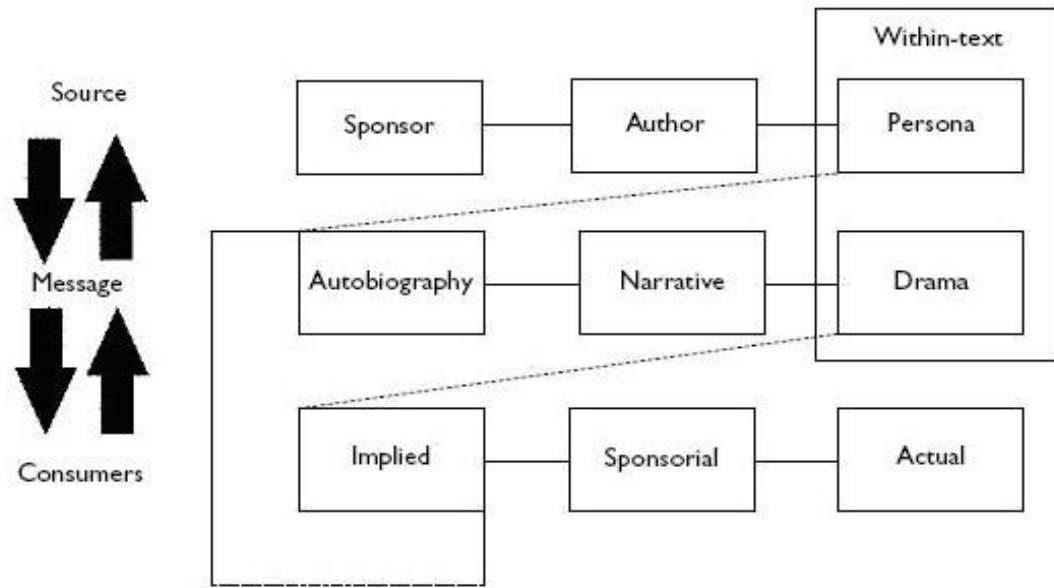 Within-text
Source
Sponsor
Author
Persona
Message
Autobiography
Narrative
Drama
Consumers
Implied
Sponsorial
Actual